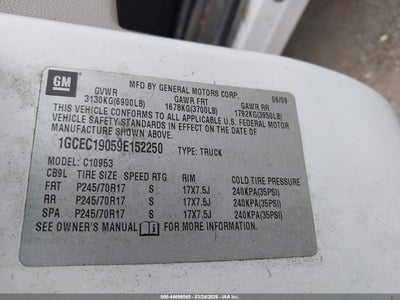 GM
MFD BY GENERAL MOTORS CORP. 06/09
GVWR GAWR FRT GAWR RR
3130KG(6900LB) 1678KG(3700LB) 1792KG(3950LB)
THIS VEHICLE CONFORMS TO ALL APPLICABLE U.S. FEDERAL MOTOR
VEHICLE SAFETY STANDARDS IN EFFECT ON THE DATE OF
MANUFACTURE SHOWN ABOVE.
1GCEC19059E152250 TYPE: TRUCK
MODEL: C10953
CB9L TIRE SIZE SPEED RTG RIM COLD TIRE PRESSURE
FRT P245/70R17 S 17X7.5J 240KPA(35PSI)
RR P245/70R17 S 17X7.5J 240KPA(35PSI)
SPA P245/70R17 S 17X7.5J 240KPA(35PSI)
SEE OWNER'S MANUAL FOR MORE INFORMATION.
000-44698045 - 03/24/2026 - IAA Inc.